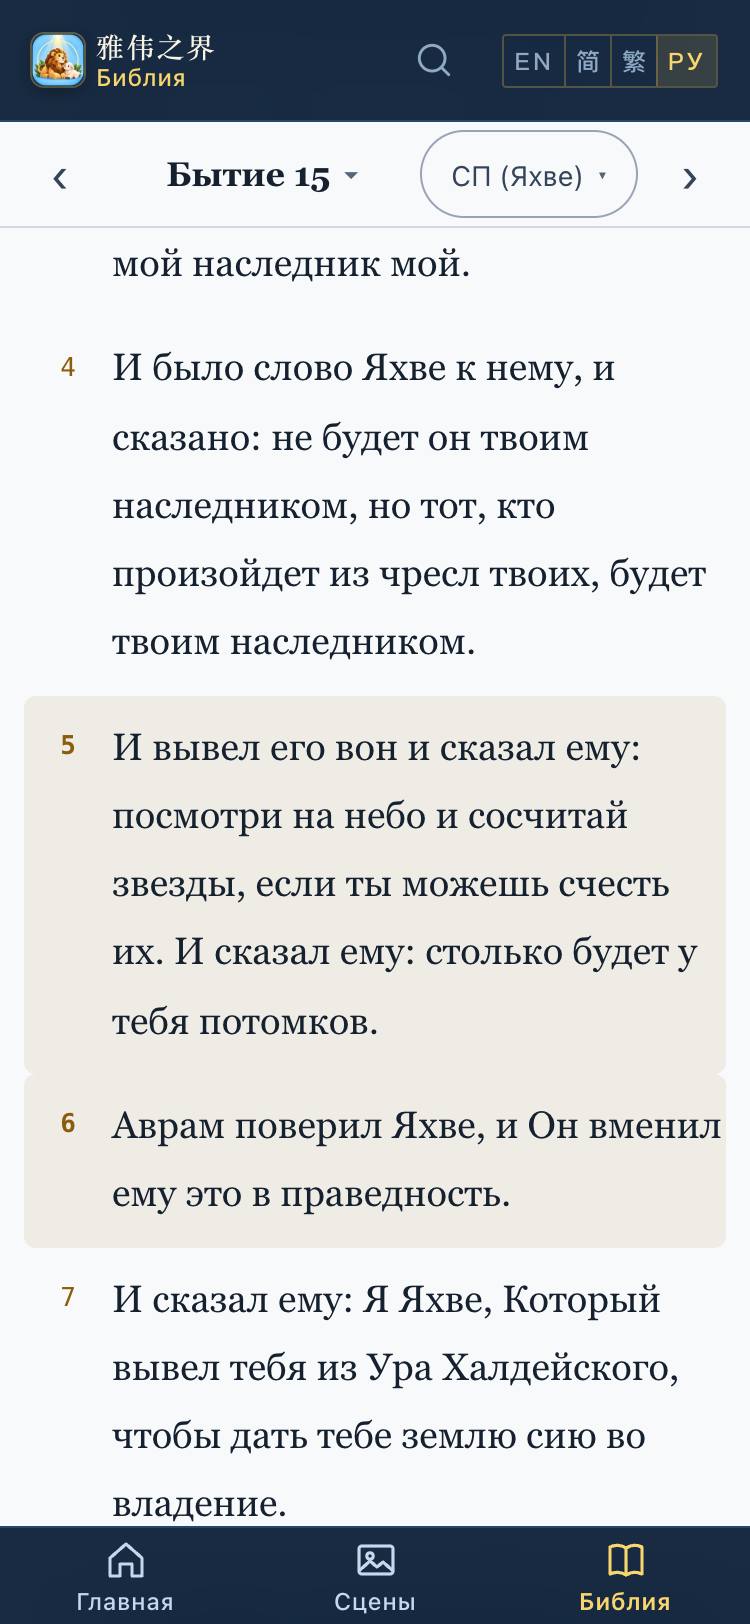 雅伟之界
Библия
EN 简 繁 РУ
‹ Бытие 15 СП (Яхве) ›
мой наследник мой.
4 И было слово Яхве к нему, и
сказано: не будет он твоим
наследником, но тот, кто
произойдет из чресл твоих, будет
твоим наследником.
5 И вывел его вон и сказал ему:
посмотри на небо и сосчитай
звезды, если ты можешь счесть
их. И сказал ему: столько будет у
тебя потомков.
6 Аврам поверил Яхве, и Он вменил
ему это в праведность.
7 И сказал ему: Я Яхве, Который
вывел тебя из Ура Халдейского,
чтобы дать тебе землю сию во
владение.
Главная Сцены Библия